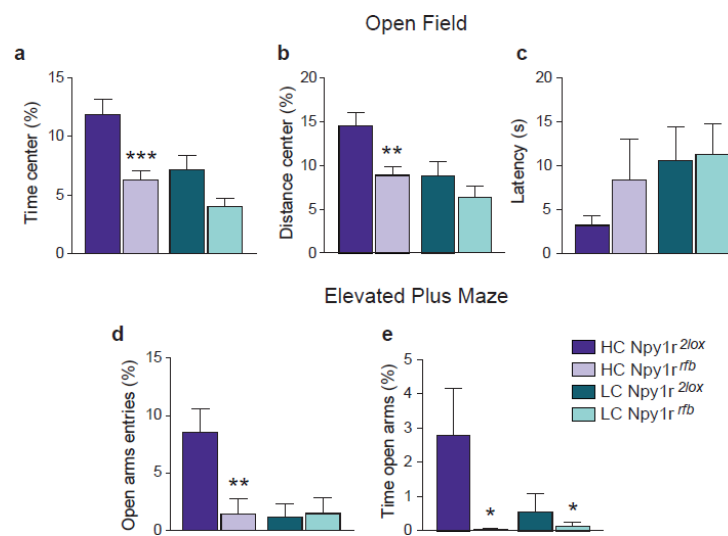 Open Field
a
b
c
Time center (%)
15
10
5
0
***
Distance center (%)
20
15
10
5
0
**
Latency (s)
20
15
10
5
0
Elevated Plus Maze
d
e
Open arms entries (%)
15
10
5
0
**
Time open arms (%)
5
4
3
2
1
0
*
*
HC Npy1r2lox
HC Npy1rrfb
LC Npy1r2lox
LC Npy1rrfb